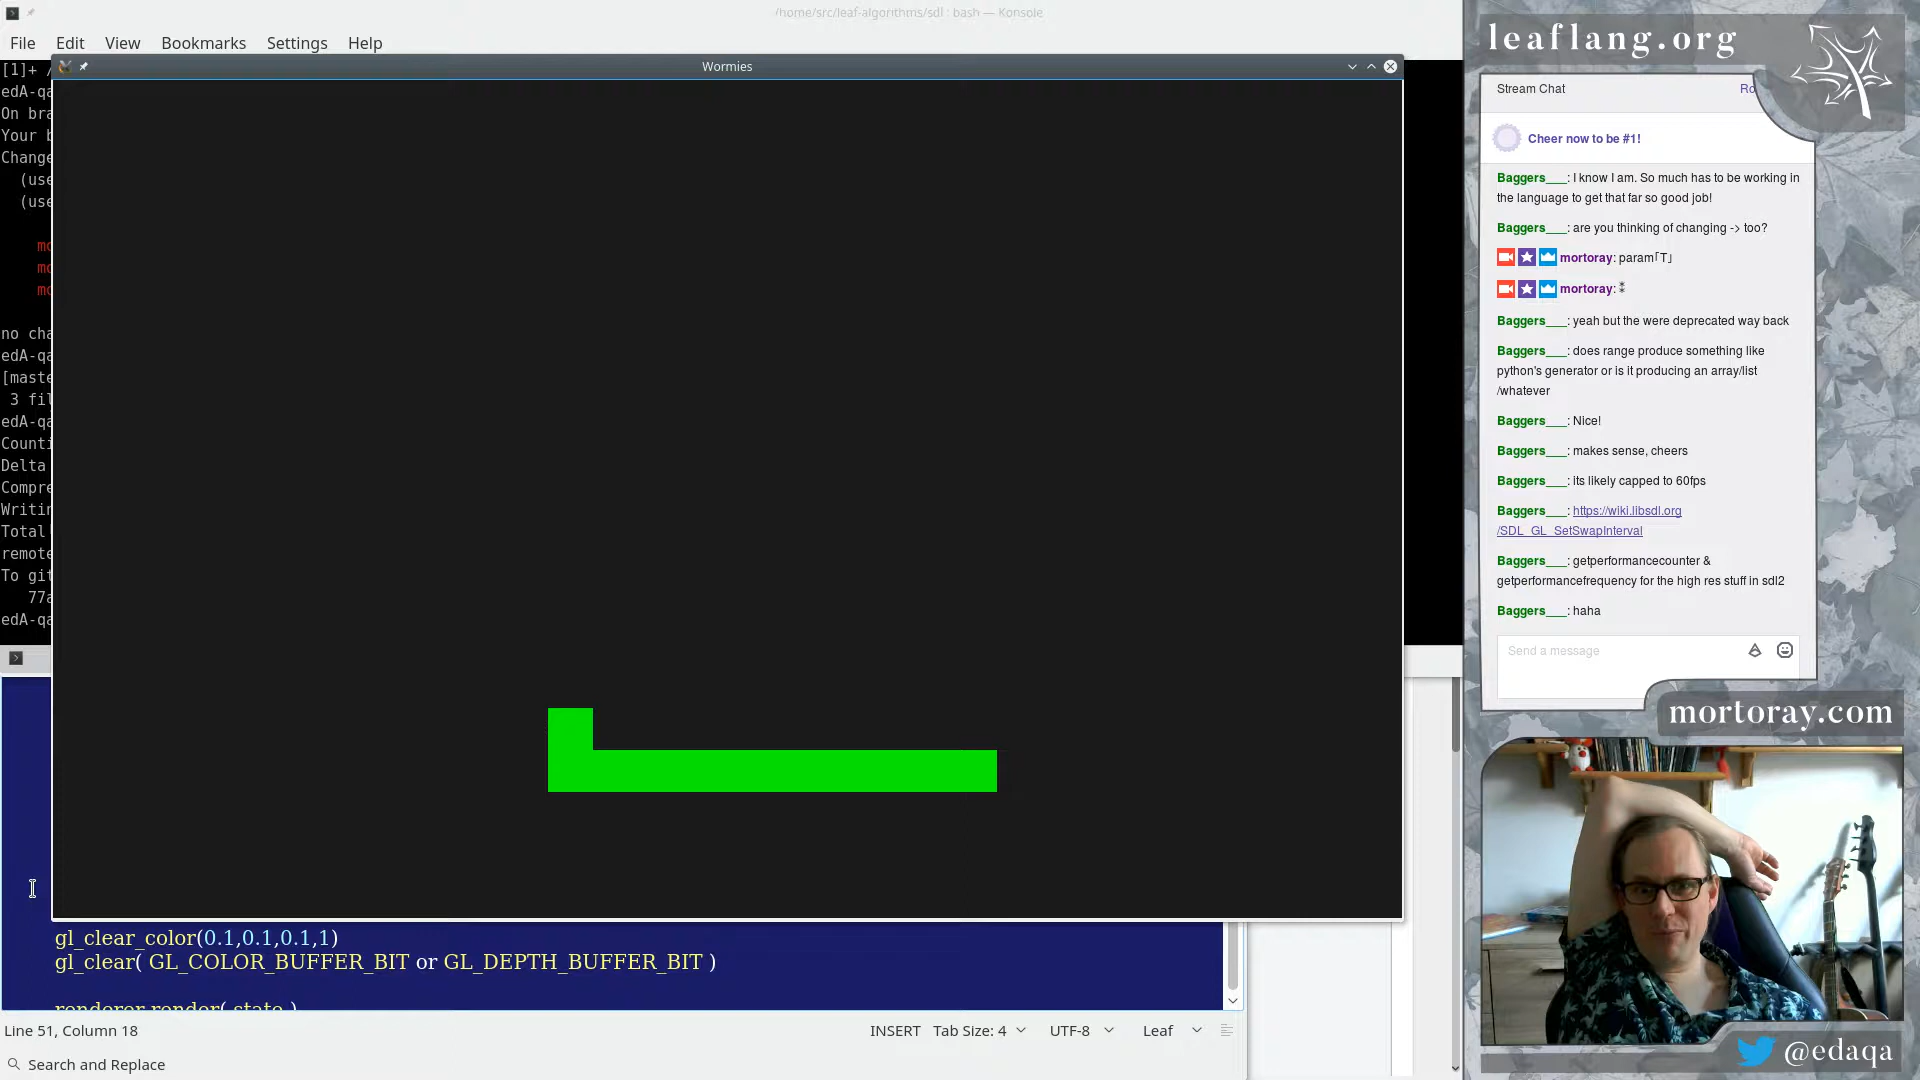 /home/src/leaf-algorithms/sdl : bash — Konsole
File Edit View Bookmarks Settings Help
Wormies
[1]+
edA-qa
On bra
Your b
Change
(use
(use
mo
mo
mo
no cha
edA-qa
[maste
3 fil
edA-qa
Counti
Delta
Compre
Writin
Total
remote
To git
77a
edA-qa
gl_clear_color(0.1,0.1,0.1,1)
gl_clear( GL_COLOR_BUFFER_BIT or GL_DEPTH_BUFFER_BIT )
renderer.render( state )
Line 51, Column 18
INSERT Tab Size: 4 UTF-8 Leaf
Search and Replace
leaflang.org
Stream Chat
Ro
Cheer now to be #1!
Baggers___: I know I am. So much has to be working in
the language to get that far so good job!
Baggers___: are you thinking of changing -> too?
mortoray: param｢T｣
mortoray: ⁑
Baggers___: yeah but the were deprecated way back
Baggers___: does range produce something like
python's generator or is it producing an array/list
/whatever
Baggers___: Nice!
Baggers___: makes sense, cheers
Baggers___: its likely capped to 60fps
Baggers___: https://wiki.libsdl.org
/SDL_GL_SetSwapInterval
Baggers___: getperformancecounter &
getperformancefrequency for the high res stuff in sdl2
Baggers___: haha
Send a message
mortoray.com
@edaqa